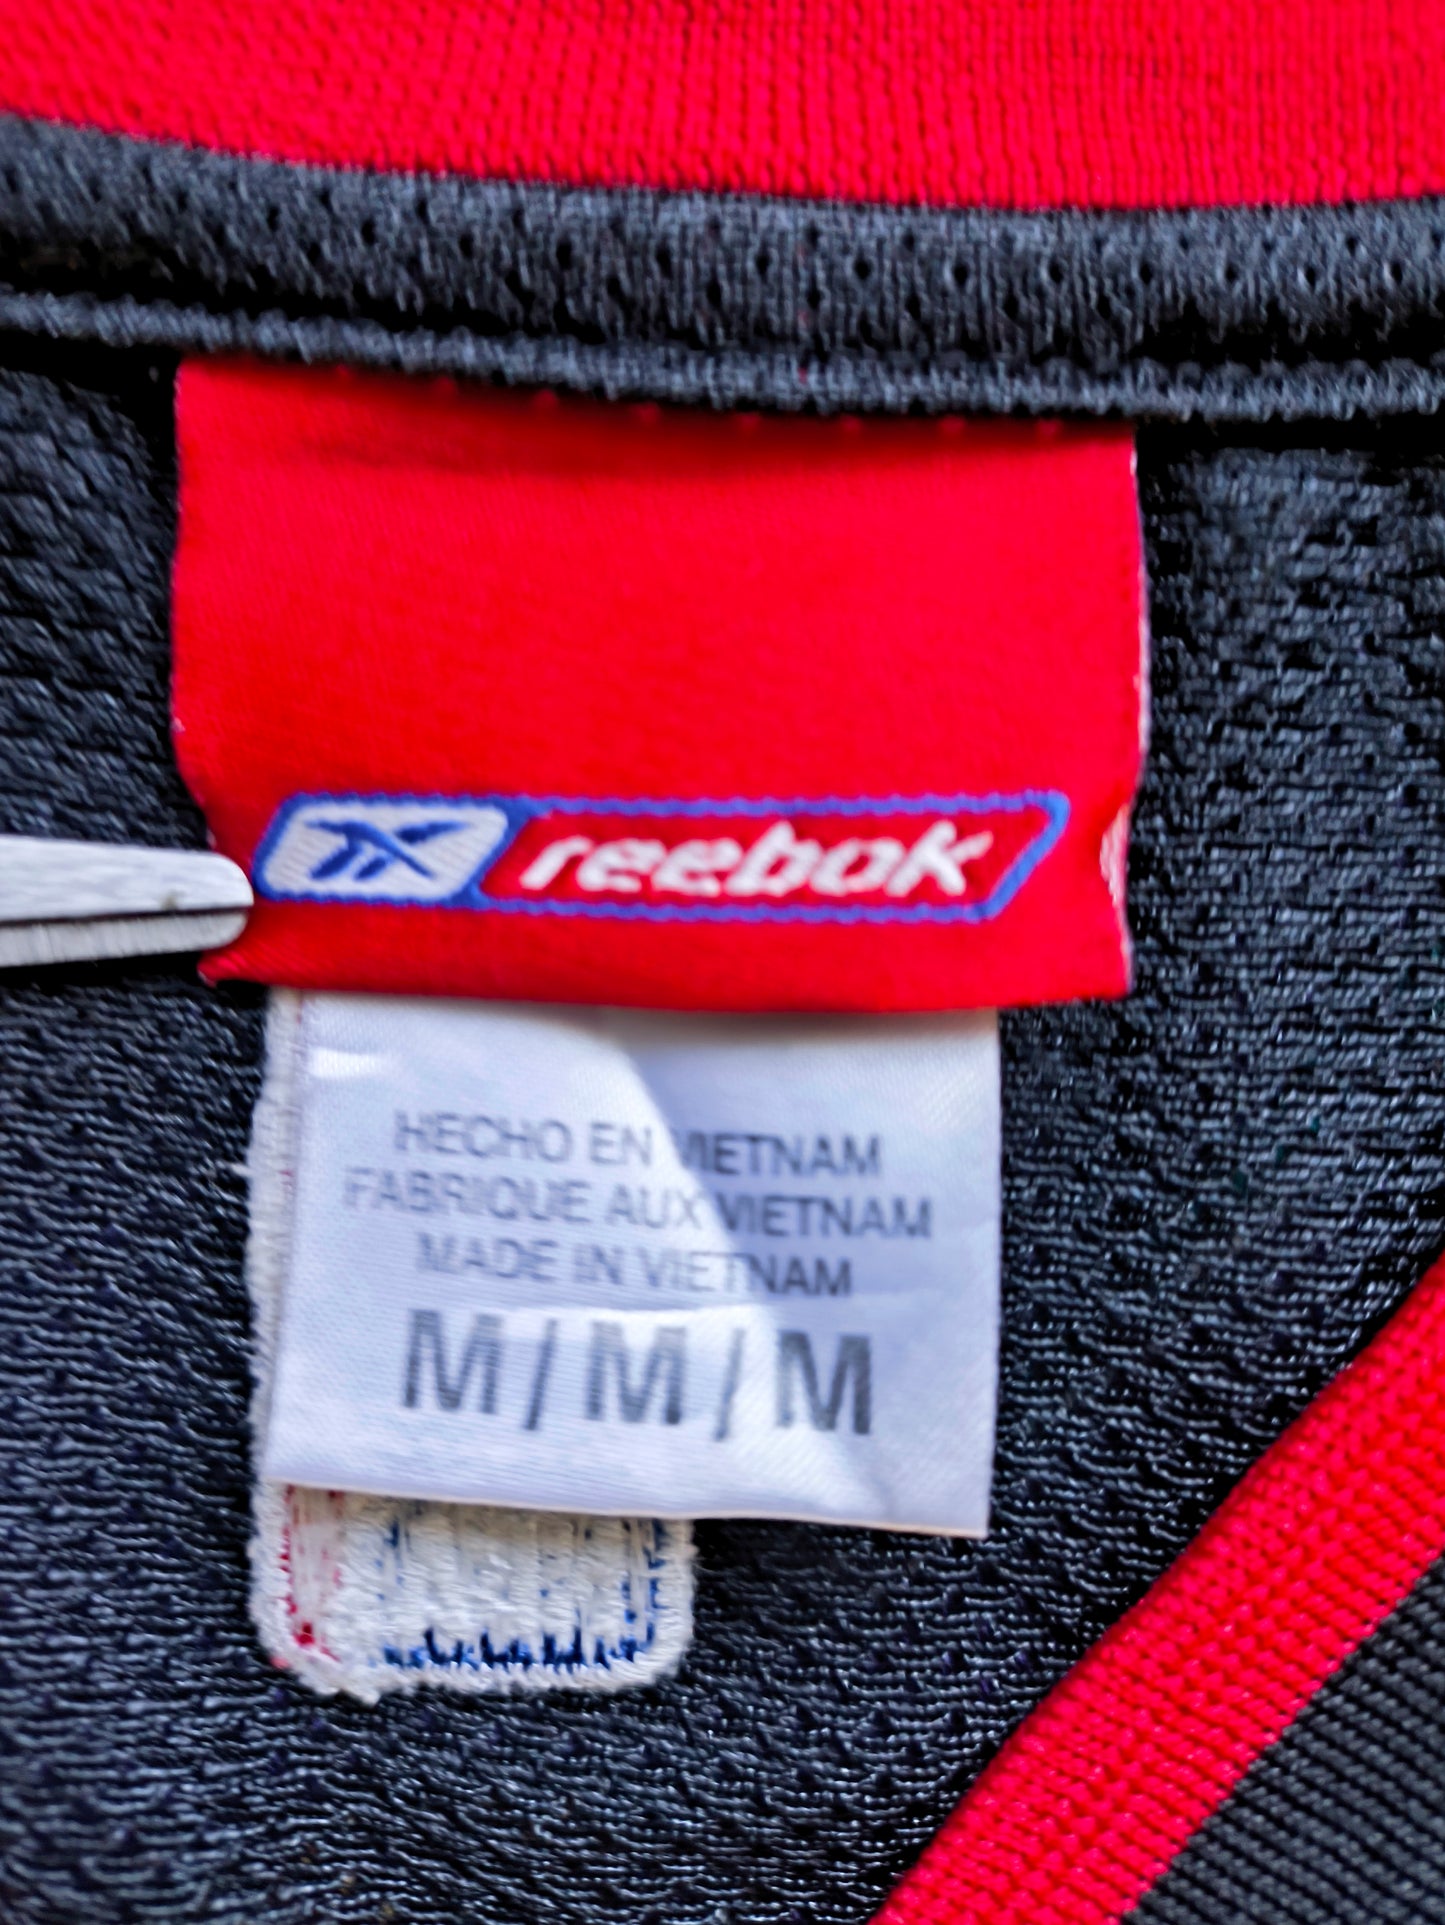 reebok
HECHO EN VIETNAM
FABRIQUE AUX VIETNAM
MADE IN VIETNAM
M/M/M